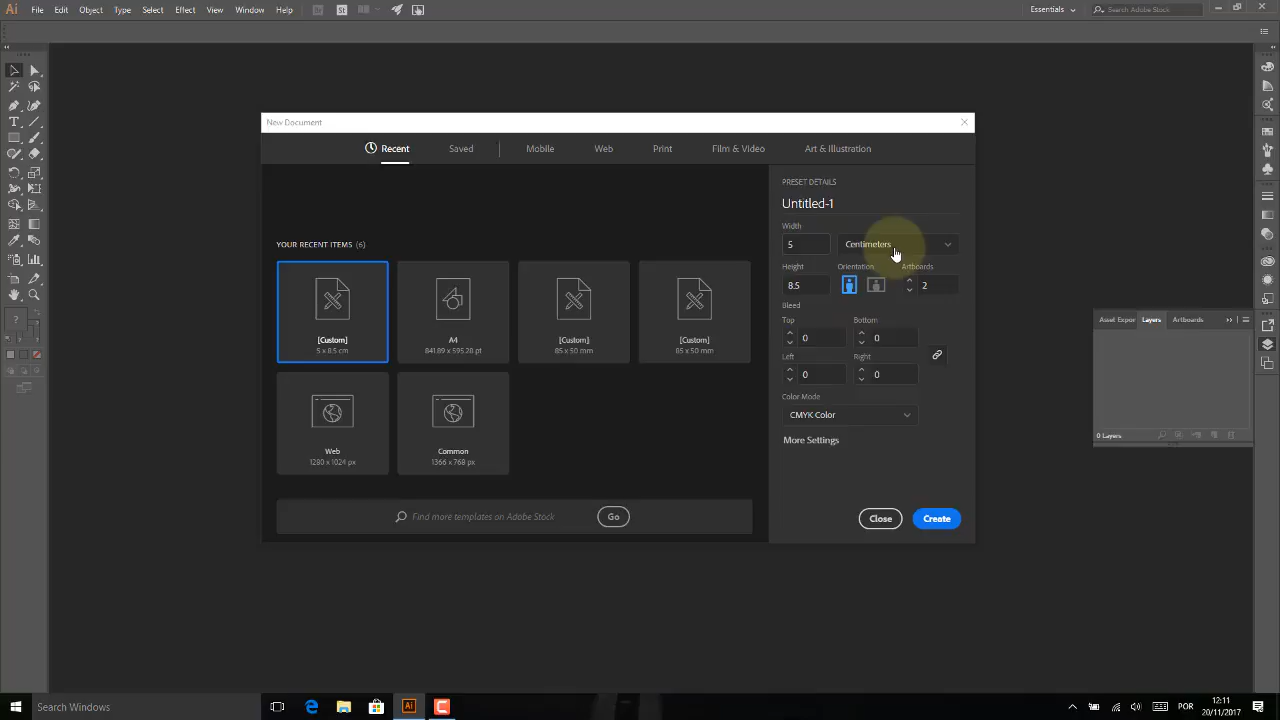 Ai File Edit Object Type Select Effect View Window Help Br St Essentials Search Adobe Stock
New Document
Recent Saved Mobile Web Print Film & Video Art & Illustration
PRESET DETAILS
Untitled-1
Width
5 Centimeters
Height Orientation Artboards
8.5 2
Bleed
Top Bottom
0 0
Left Right
0 0
Color Mode
CMYK Color
More Settings
Close Create
YOUR RECENT ITEMS (6)
[Custom]
5 x 8.5 cm
A4
841.89 x 595.28 pt
[Custom]
85 x 50 mm
[Custom]
85 x 50 mm
Web
1280 x 1024 px
Common
1366 x 768 px
Find more templates on Adobe Stock Go
Asset Expor Layers Artboards
0 Layers
?
Search Windows
Ai
C
POR
12:11
20/11/2017